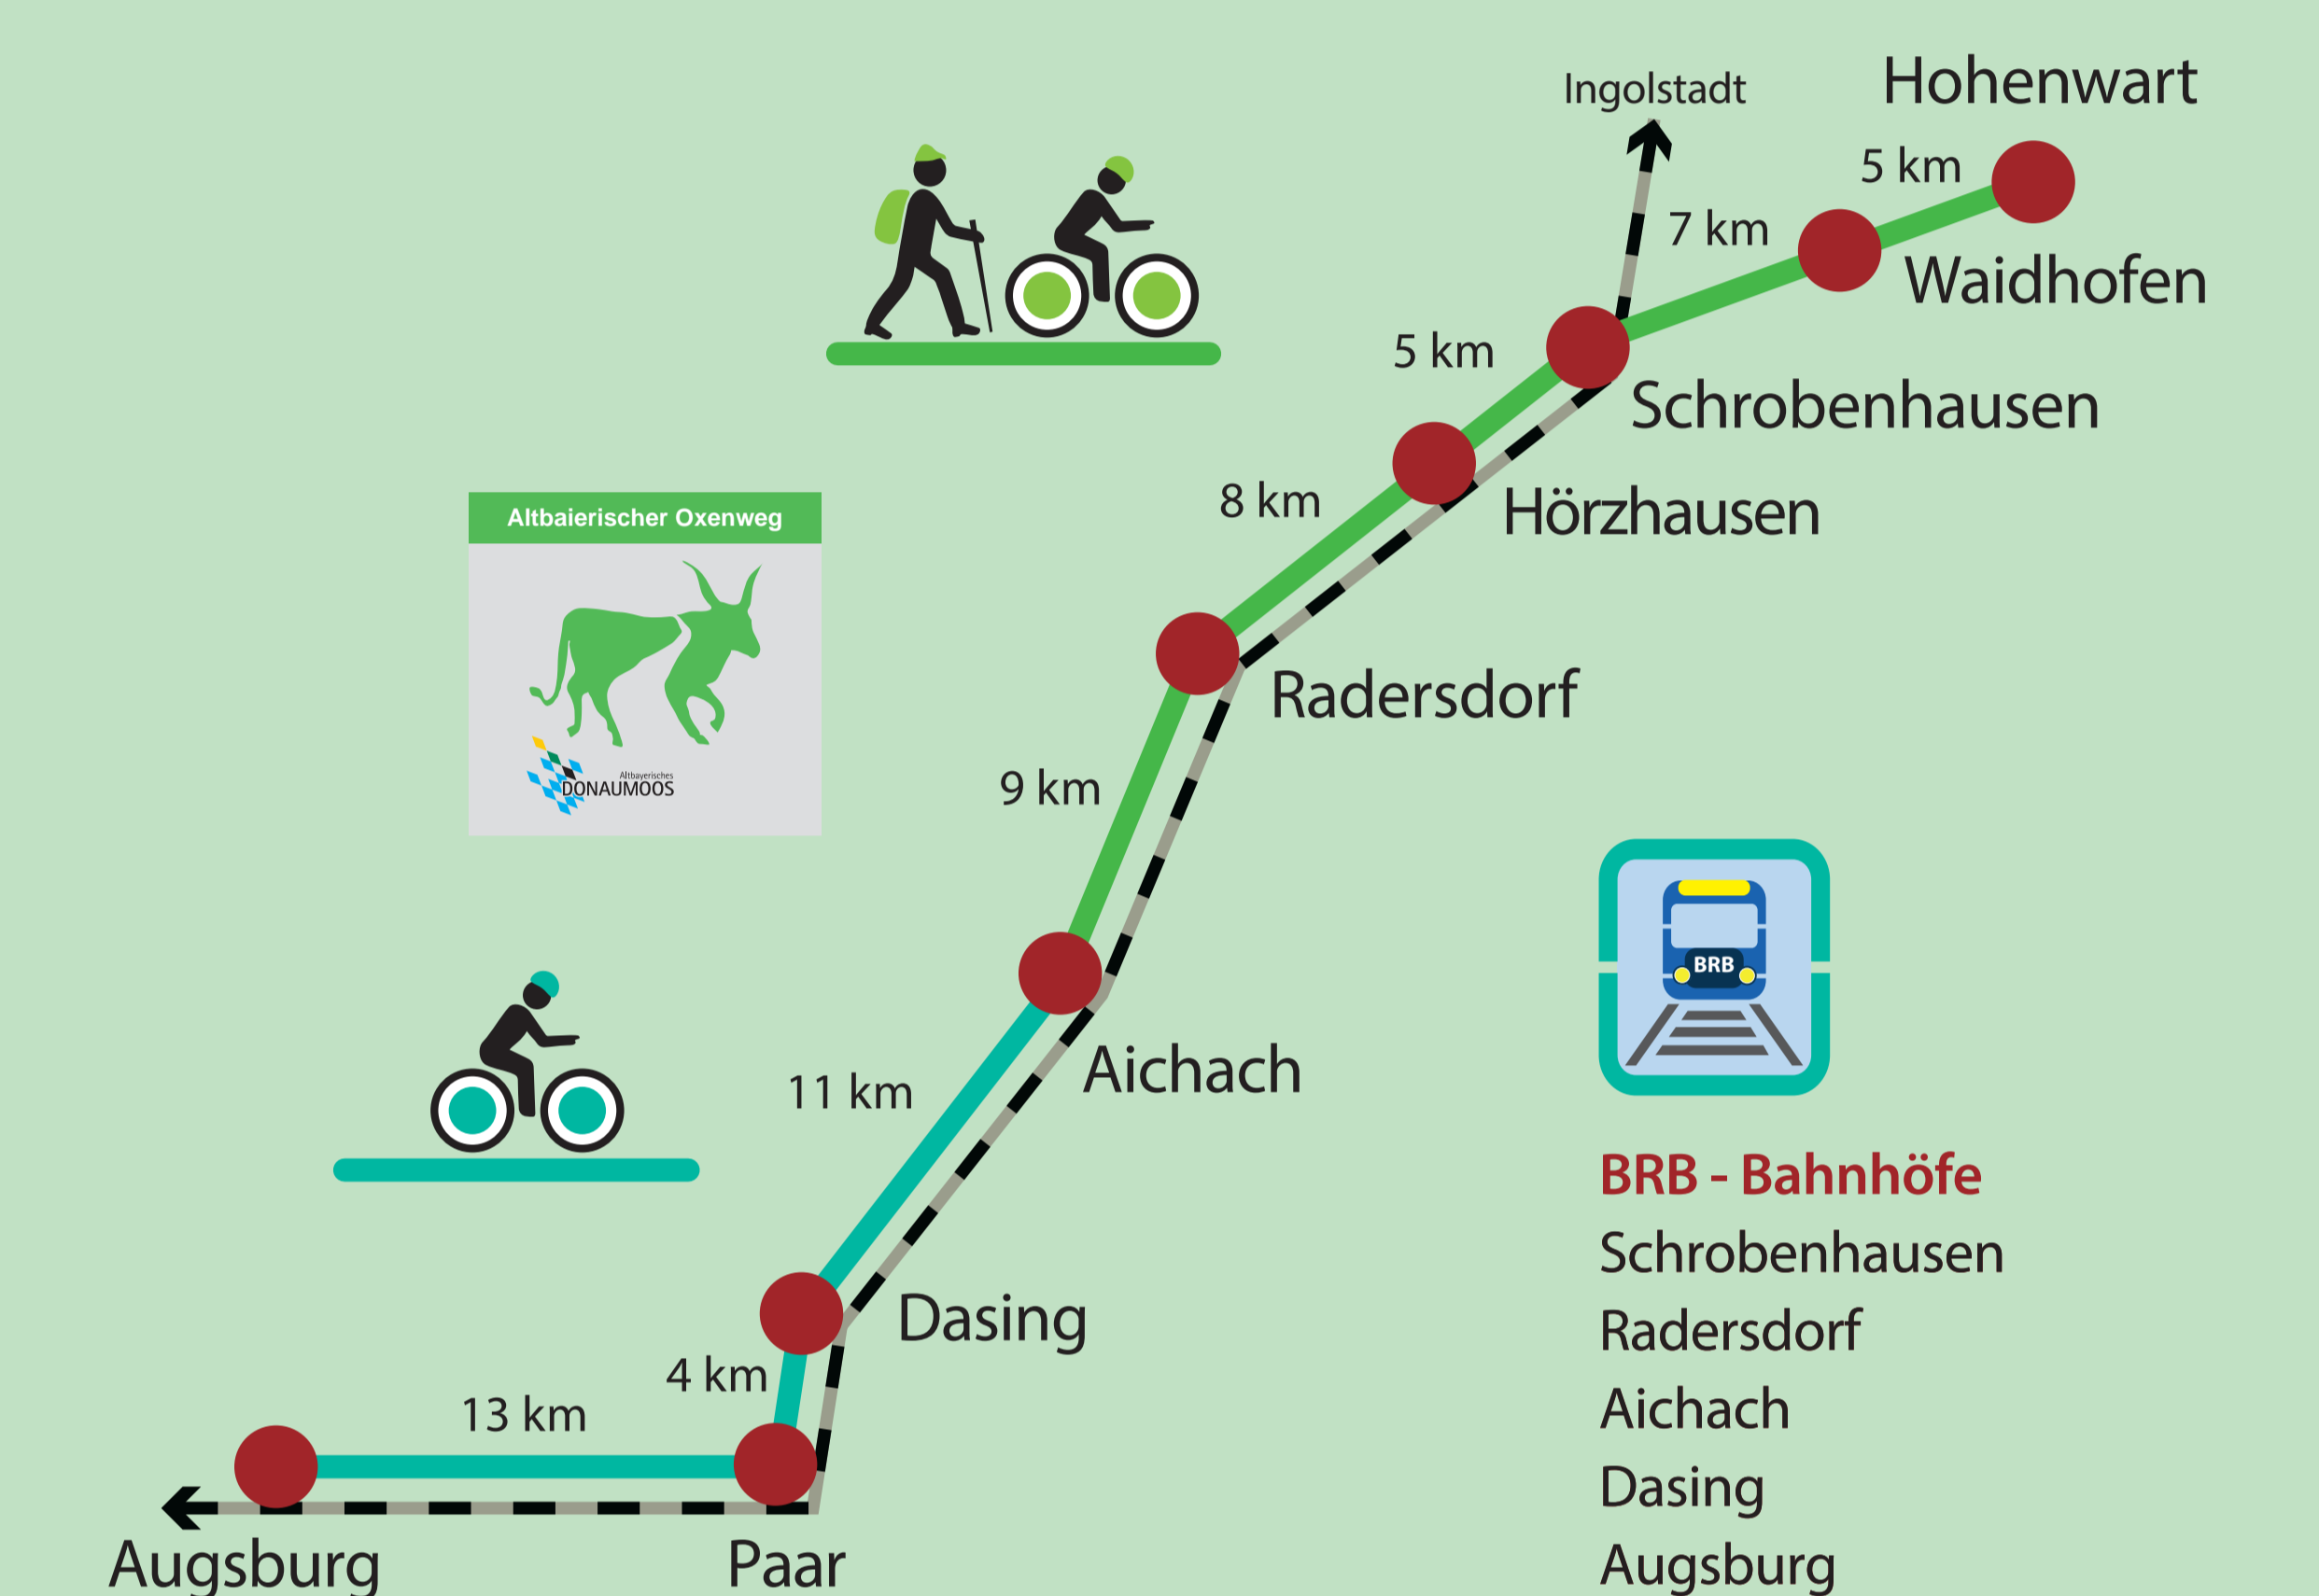 Hohenwart
Ingolstadt
5 km
7 km
Waidhofen
5 km
Schrobenhausen
8 km
Hörzhausen
Altbaierischer Oxenweg
Radersdorf
9 km
Altbayerisches
DONAUMOOS
BRB
Aichach
11 km
BRB - Bahnhöfe
Schrobenhausen
Radersdorf
Aichach
Dasing
Augsburg
Dasing
4 km
13 km
Augsburg
Paar